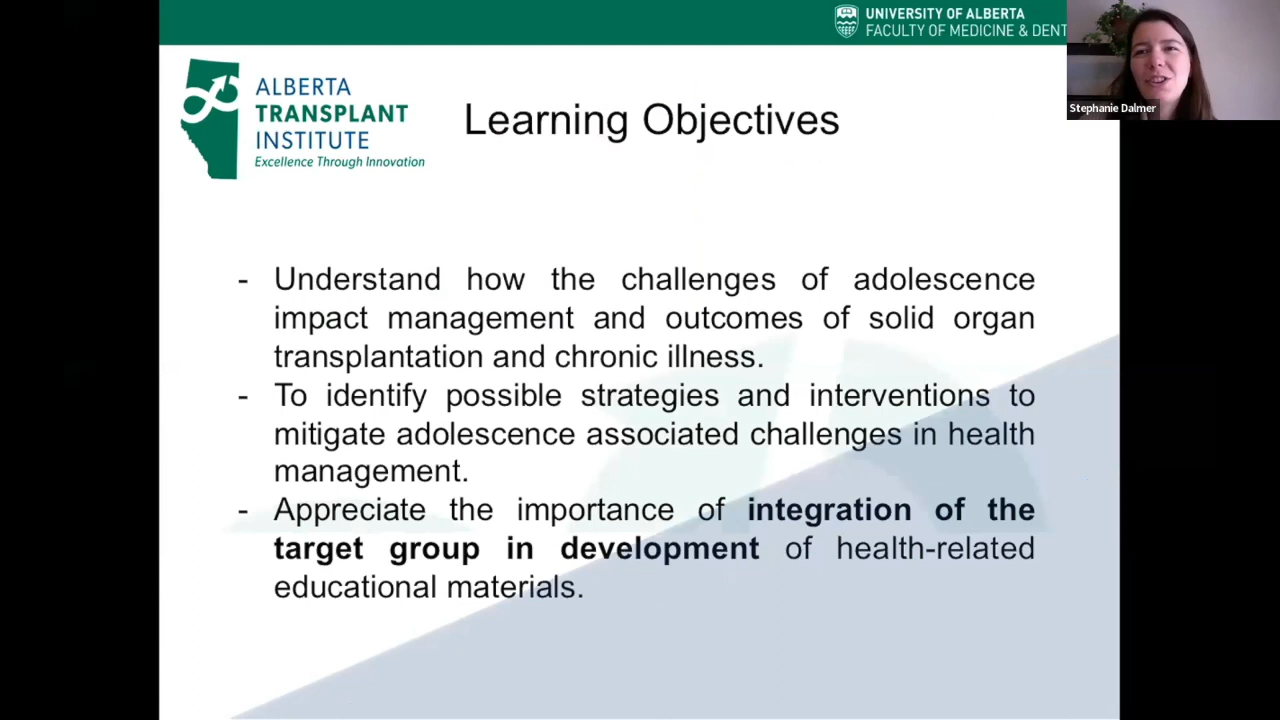 UNIVERSITY OF ALBERTA
FACULTY OF MEDICINE & DENT
Stephanie Dalmer
ALBERTA
TRANSPLANT
INSTITUTE
Excellence Through Innovation
Learning Objectives
- Understand how the challenges of adolescence
impact management and outcomes of solid organ
transplantation and chronic illness.
- To identify possible strategies and interventions to
mitigate adolescence associated challenges in health
management.
- Appreciate the importance of integration of the
target group in development of health-related
educational materials.